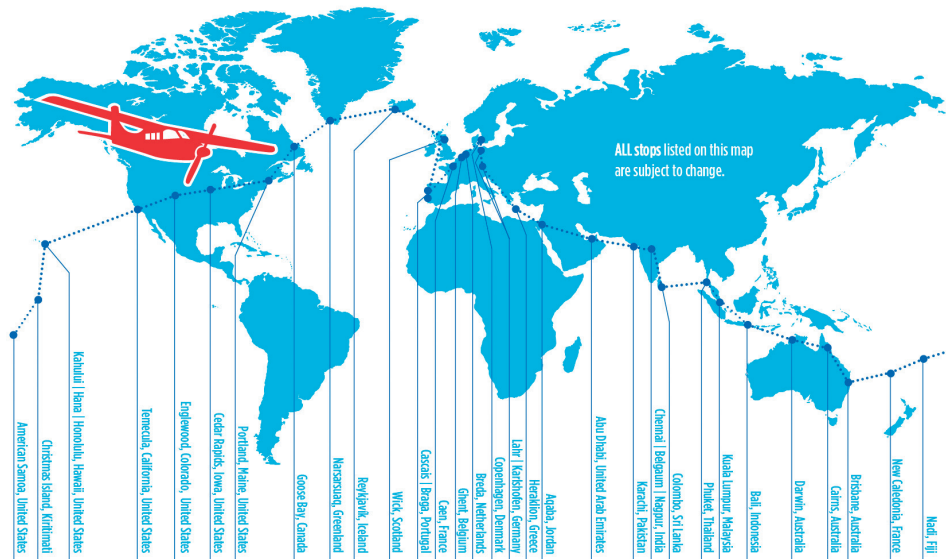 ALL stops listed on this map
are subject to change.
American Samoa, United States
Christmas Island, Kiritimati
Kahului | Hana | Honolulu, Hawaii, United States
Temecula, California, United States
Englewood, Colorado, United States
Cedar Rapids, Iowa, United States
Portland, Maine, United States
Goose Bay, Canada
Narsarsuaq, Greenland
Reykjavik, Iceland
Wick, Scotland
Cascais | Braga, Portugal
Caen, France
Ghent, Belgium
Breda, Netherlands
Copenhagen, Denmark
Lahr | Karlshofen, Germany
Heraklion, Greece
Aqaba, Jordan
Abu Dhabi, United Arab Emirates
Karachi, Pakistan
Chennai | Belgaum | Nagpur, India
Colombo, Sri Lanka
Phuket, Thailand
Kuala Lumpur, Malaysia
Bali, Indonesia
Darwin, Australia
Cairns, Australia
Brisbane, Australia
New Caledonia, France
Nadi, Fij